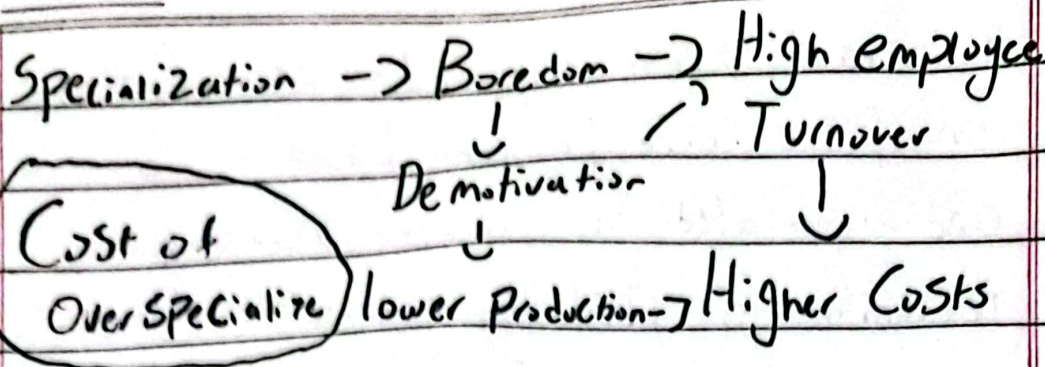 Specialization -> Boredom -> High employee
Turnover
Demotivation
Cost of
Overspecialize lower production -> Higher Costs